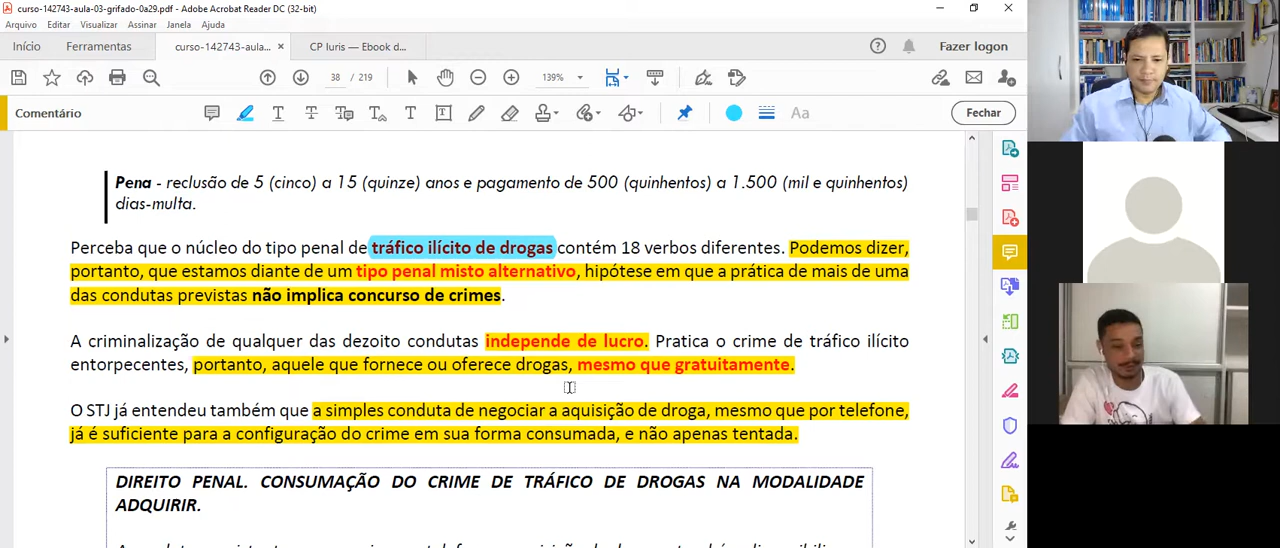 curso-142743-aula-03-grifado-0a29.pdf - Adobe Acrobat Reader DC (32-bit)
Arquivo Editar Visualizar Assinar Janela Ajuda
Início Ferramentas curso-142743-aula... × CP Iuris — Ebook d... Fazer logon
38 / 219 139%
Comentário Aa Fechar
Pena - reclusão de 5 (cinco) a 15 (quinze) anos e pagamento de 500 (quinhentos) a 1.500 (mil e quinhentos)
dias-multa.
Perceba que o núcleo do tipo penal de tráfico ilícito de drogas contém 18 verbos diferentes. Podemos dizer,
portanto, que estamos diante de um tipo penal misto alternativo, hipótese em que a prática de mais de uma
das condutas previstas não implica concurso de crimes.
A criminalização de qualquer das dezoito condutas independe de lucro. Pratica o crime de tráfico ilícito
entorpecentes, portanto, aquele que fornece ou oferece drogas, mesmo que gratuitamente.
O STJ já entendeu também que a simples conduta de negociar a aquisição de droga, mesmo que por telefone,
já é suficiente para a configuração do crime em sua forma consumada, e não apenas tentada.
DIREITO PENAL. CONSUMAÇÃO DO CRIME DE TRÁFICO DE DROGAS NA MODALIDADE
ADQUIRIR.